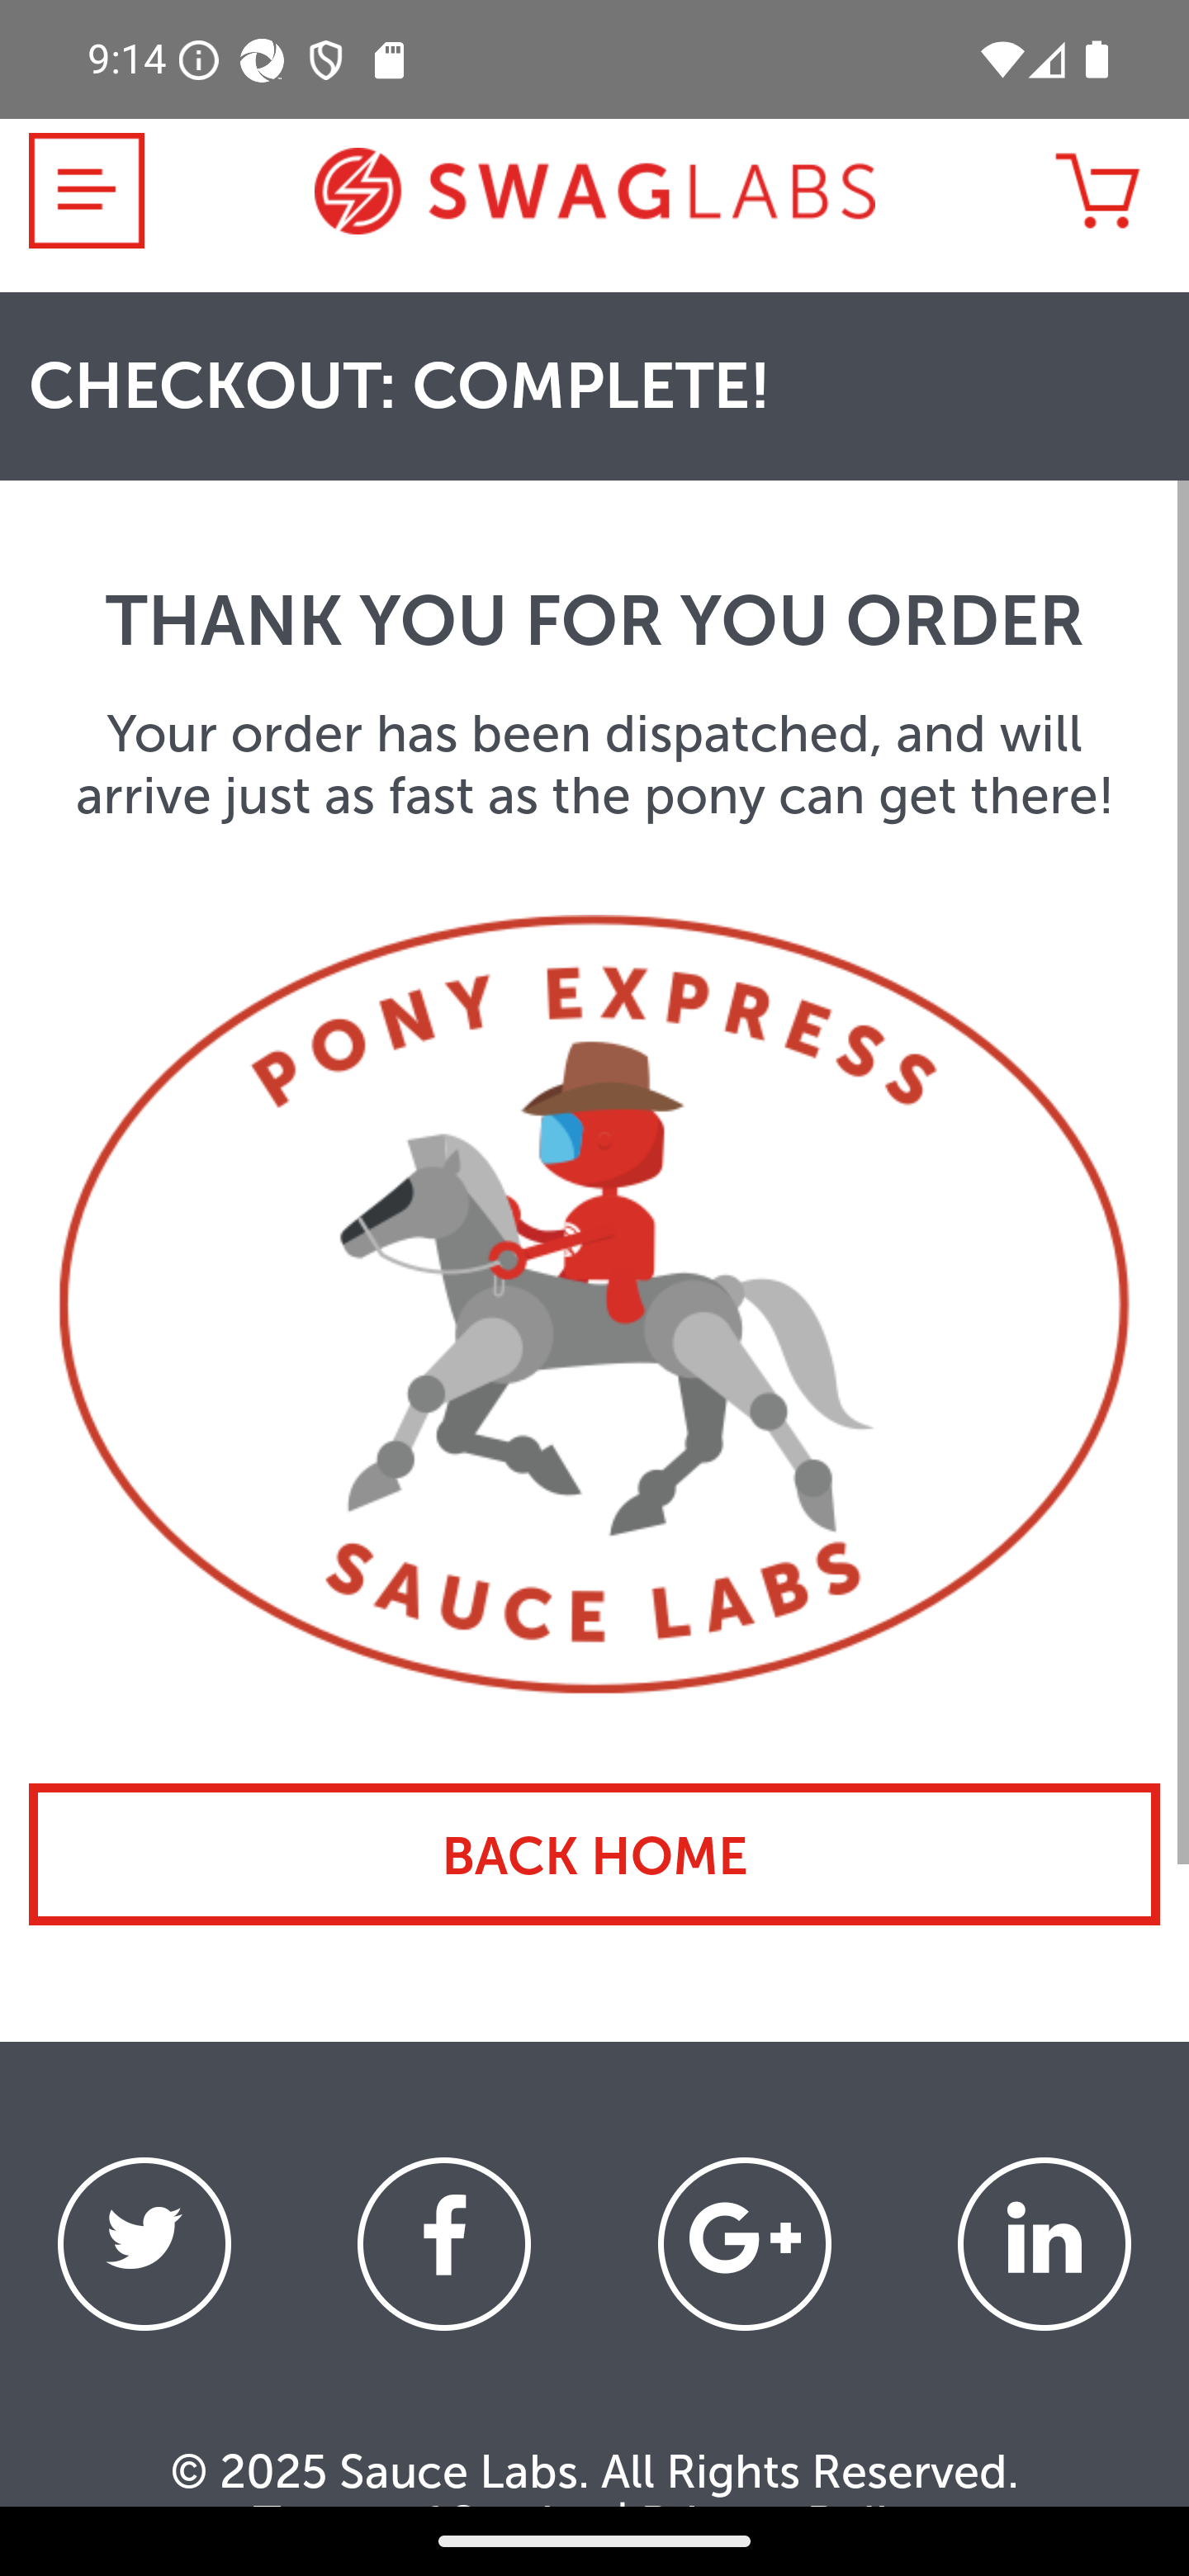 9:14
SWAGLABS
CHECKOUT: COMPLETE!
THANK YOU FOR YOU ORDER
Your order has been dispatched, and will
arrive just as fast as the pony can get there!
PONY EXPRESS
SAUCE LABS
BACK HOME
f
G+
in
© 2025 Sauce Labs. All Rights Reserved.